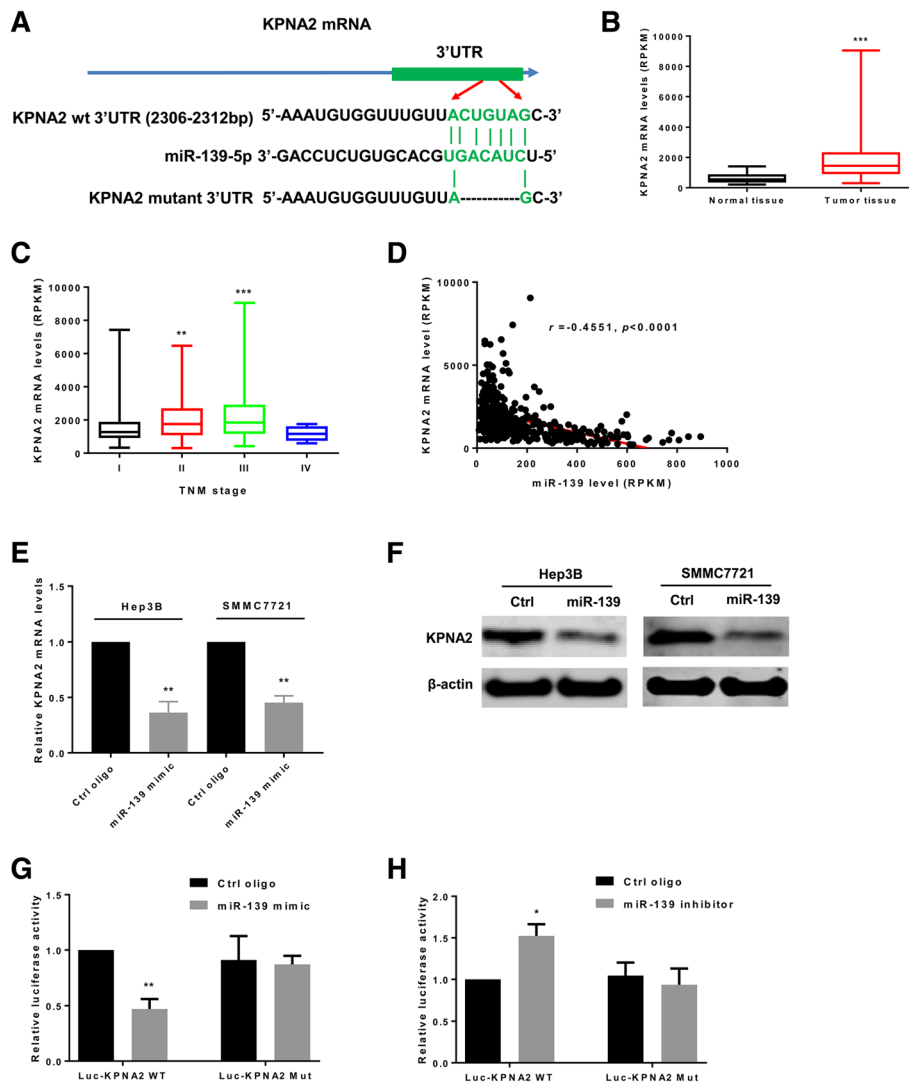 A
KPNA2 mRNA
3’UTR
KPNA2 wt 3’UTR (2306-2312bp) 5’-AAAUGUGGUUUGUUACUGUAGC-3’
miR-139-5p 3’-GACCUCUGUGCACGUGACAUCU-5’
KPNA2 mutant 3’UTR 5’-AAAUGUGGUUUGUUA-----------GC-3’
B
KPNA2 mRNA levels (RPKM)
10000
8000
6000
4000
2000
0
***
Normal tissue
Tumor tissue
C
KPNA2 mRNA levels (RPKM)
10000
8000
6000
4000
2000
0
**
***
I
II
III
IV
TNM stage
D
KPNA2 mRNA level (RPKM)
10000
5000
0
r =-0.4551, p<0.0001
0
200
400
600
800
1000
miR-139 level (RPKM)
E
Relative KPNA2 mRNA levels
1.5
1.0
0.5
0.0
Hep3B
SMMC7721
**
**
Ctrl oligo
miR-139 mimic
Ctrl oligo
miR-139 mimic
F
Hep3B
SMMC7721
Ctrl
miR-139
Ctrl
miR-139
KPNA2
β-actin
G
Ctrl oligo
miR-139 mimic
Relative luciferase activity
1.5
1.0
0.5
0.0
**
Luc-KPNA2 WT
Luc-KPNA2 Mut
H
Ctrl oligo
miR-139 inhibitor
Relative luciferase activity
2.0
1.5
1.0
0.5
0.0
*
Luc-KPNA2 WT
Luc-KPNA2 Mut